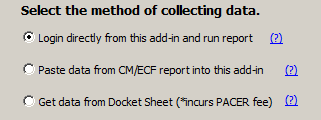 Select the method of collecting data.
Login directly from this add-in and run report (?)
Paste data from CM/ECF report into this add-in (?)
Get data from Docket Sheet (*incurs PACER fee) (?)